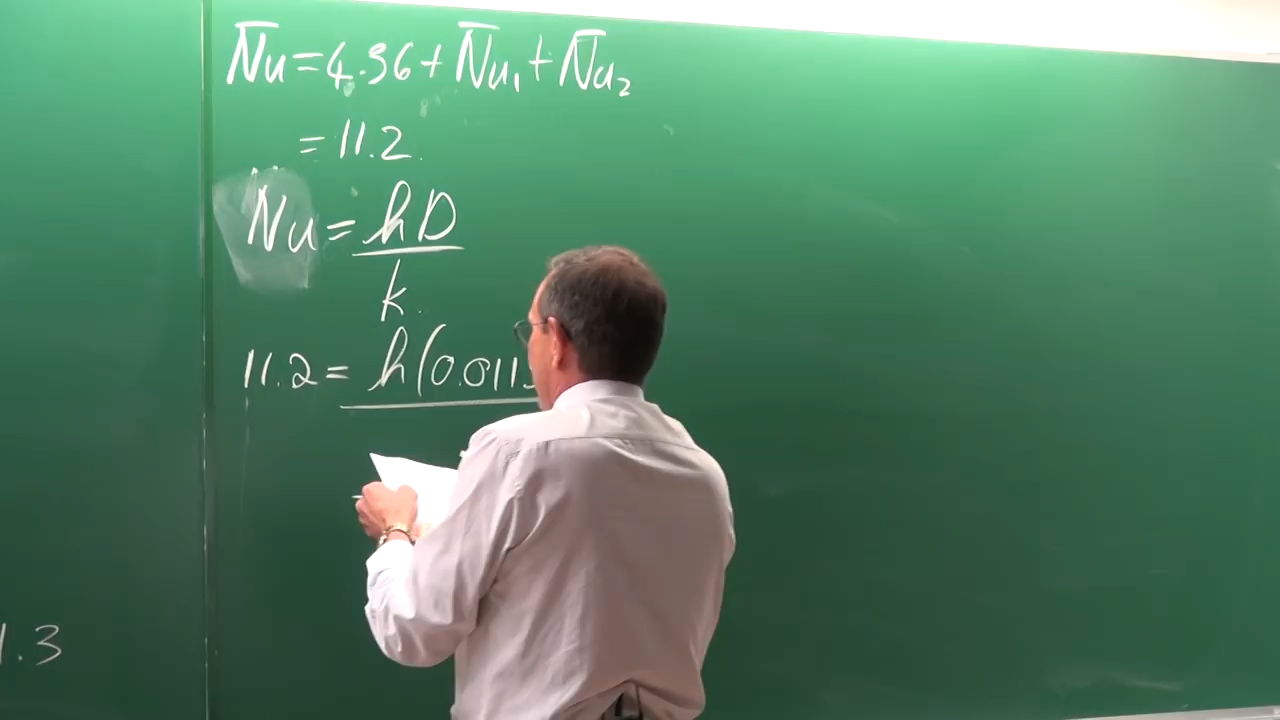 N̄u = 4.36 + N̄u₁ + N̄u₂
= 11.2
Nu = hD
k
11.2 = h(0.011
1.3